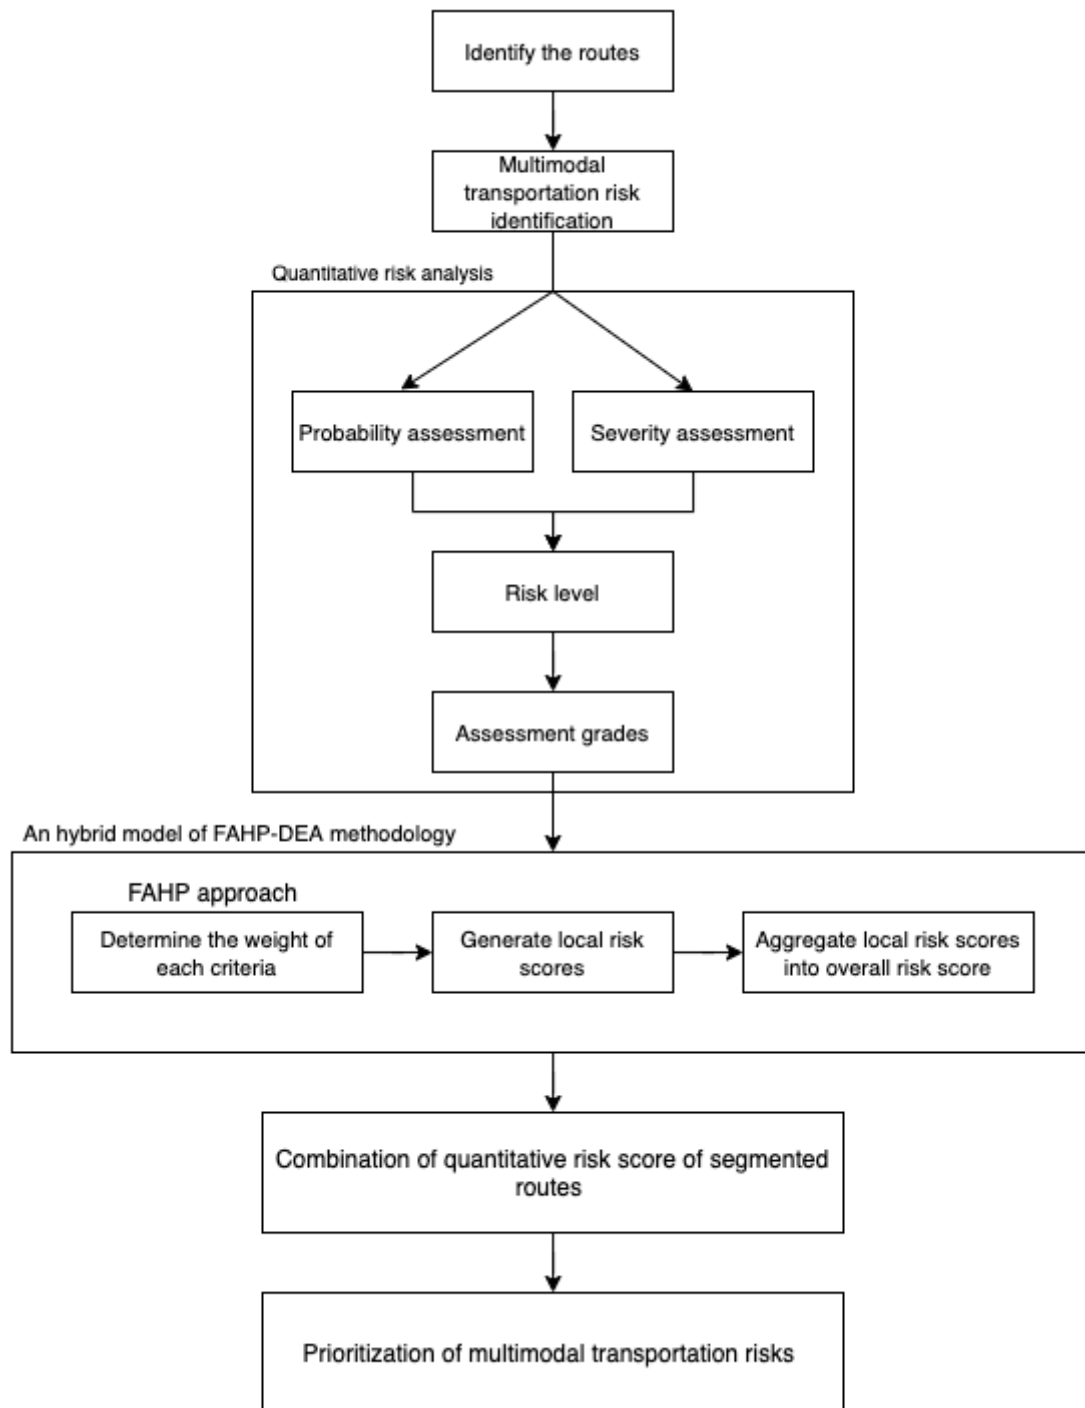 Identify the routes
Multimodal
transportation risk
identification
Quantitative risk analysis
Probability assessment
Severity assessment
Risk level
Assessment grades
An hybrid model of FAHP-DEA methodology
FAHP approach
Determine the weight of
each criteria
Generate local risk
scores
Aggregate local risk scores
into overall risk score
Combination of quantitative risk score of segmented
routes
Prioritization of multimodal transportation risks